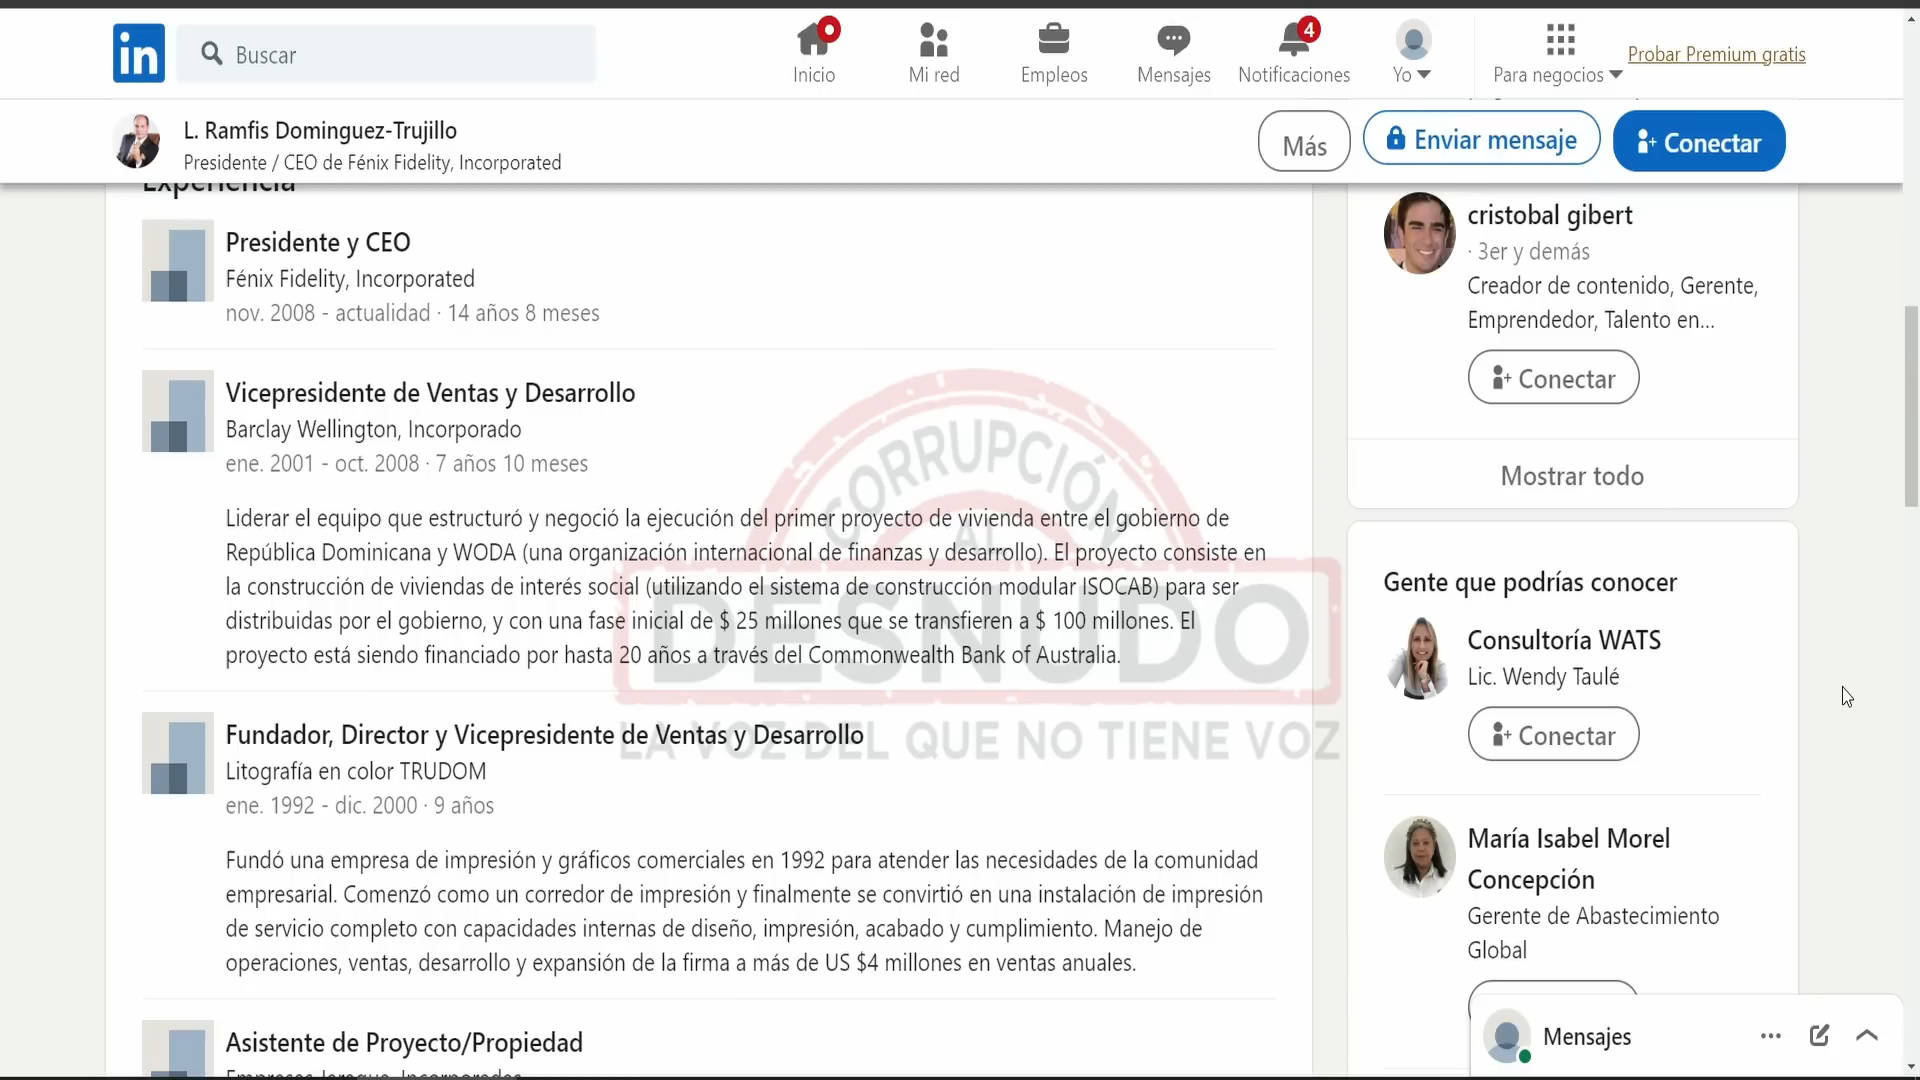 in
Buscar
Inicio
Mi red
Empleos
Mensajes
4
Notificaciones
Yo
Para negocios
Probar Premium gratis
L. Ramfis Dominguez-Trujillo
Presidente / CEO de Fénix Fidelity, Incorporated
Más
Enviar mensaje
Conectar
Experiencia
Presidente y CEO
Fénix Fidelity, Incorporated
nov. 2008 - actualidad · 14 años 8 meses
Vicepresidente de Ventas y Desarrollo
Barclay Wellington, Incorporado
ene. 2001 - oct. 2008 · 7 años 10 meses
Liderar el equipo que estructuró y negoció la ejecución del primer proyecto de vivienda entre el gobierno de
República Dominicana y WODA (una organización internacional de finanzas y desarrollo). El proyecto consiste en
la construcción de viviendas de interés social (utilizando el sistema de construcción modular ISOCAB) para ser
distribuidas por el gobierno, y con una fase inicial de $ 25 millones que se transfieren a $ 100 millones. El
proyecto está siendo financiado por hasta 20 años a través del Commonwealth Bank of Australia.
Fundador, Director y Vicepresidente de Ventas y Desarrollo
Litografía en color TRUDOM
ene. 1992 - dic. 2000 · 9 años
Fundó una empresa de impresión y gráficos comerciales en 1992 para atender las necesidades de la comunidad
empresarial. Comenzó como un corredor de impresión y finalmente se convirtió en una instalación de impresión
de servicio completo con capacidades internas de diseño, impresión, acabado y cumplimiento. Manejo de
operaciones, ventas, desarrollo y expansión de la firma a más de US $4 millones en ventas anuales.
Asistente de Proyecto/Propiedad
CORRUPCIÓN
AL
DESNUDO
LA VOZ DEL QUE NO TIENE VOZ
cristobal gibert
· 3er y demás
Creador de contenido, Gerente,
Emprendedor, Talento en...
Conectar
Mostrar todo
Gente que podrías conocer
Consultoría WATS
Lic. Wendy Taulé
Conectar
María Isabel Morel
Concepción
Gerente de Abastecimiento
Global
Mensajes